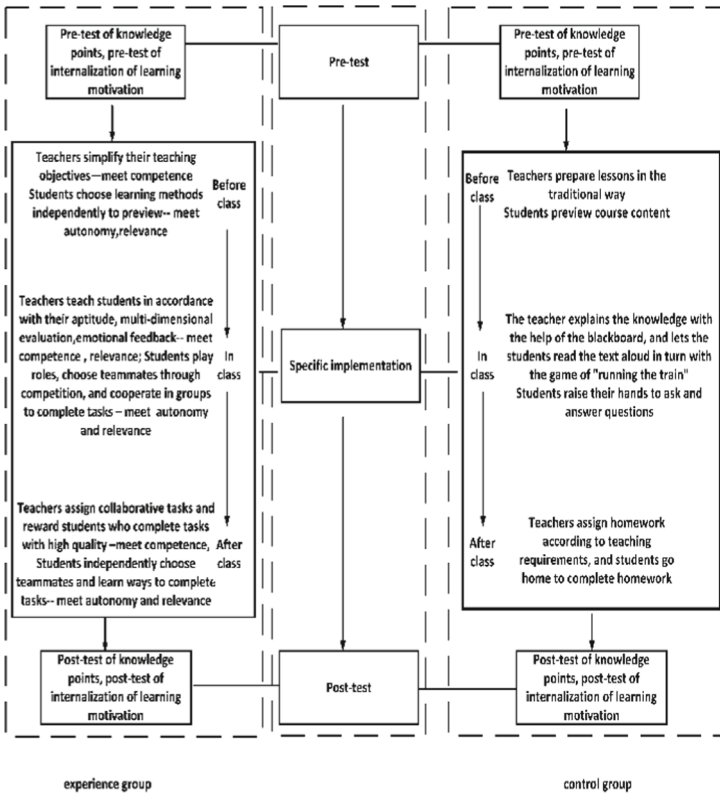 Pre-test of knowledge
points, pre-test of
internalization of learning
motivation
Pre-test
Pre-test of knowledge
points, pre-test of
internalization of learning
motivation
Teachers simplify their teaching
objectives—meet competence
Students choose learning methods
independently to preview-- meet
autonomy,relevance
Before
class
Teachers teach students in accordance
with their aptitude, multi-dimensional
evaluation,emotional feedback-- meet
competence , relevance; Students play
roles, choose teammates through
competition, and cooperate in groups
to complete tasks – meet autonomy
and relevance
In
class
Teachers assign collaborative tasks and
reward students who complete tasks
with high quality –meet competence,
Students independently choose
teammates and learn ways to complete
tasks-- meet autonomy and relevance
After
class
Specific implementation
Before
class
Teachers prepare lessons in the
traditional way
Students preview course content
In
class
The teacher explains the knowledge with
the help of the blackboard, and lets the
students read the text aloud in turn with
the game of "running the train"
Students raise their hands to ask and
answer questions
After
class
Teachers assign homework
according to teaching
requirements, and students go
home to complete homework
Post-test of knowledge
points, post-test of
internalization of learning
motivation
Post-test
Post-test of knowledge
points, post-test of
internalization of learning
motivation
experience group
control group